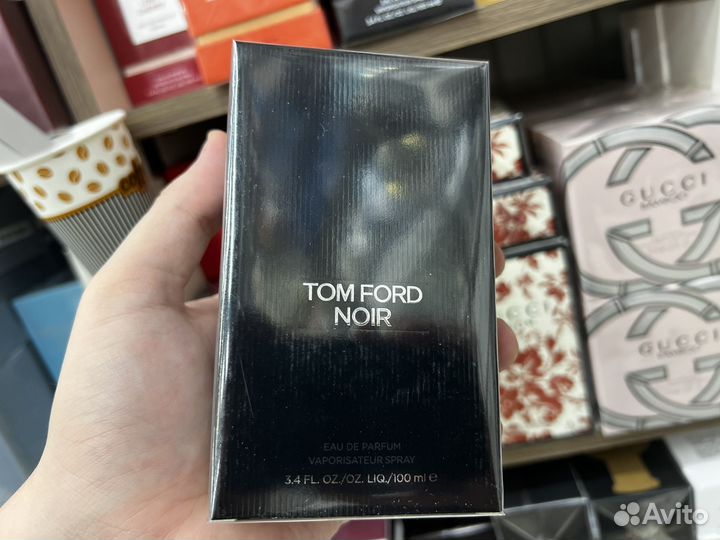 TOM FORD
NOIR
EAU DE PARFUM
VAPORISATEUR SPRAY
3.4 FL. OZ./OZ. LIQ./100 ml e
GUCCI
BAMBOO
GUCCI
Avito